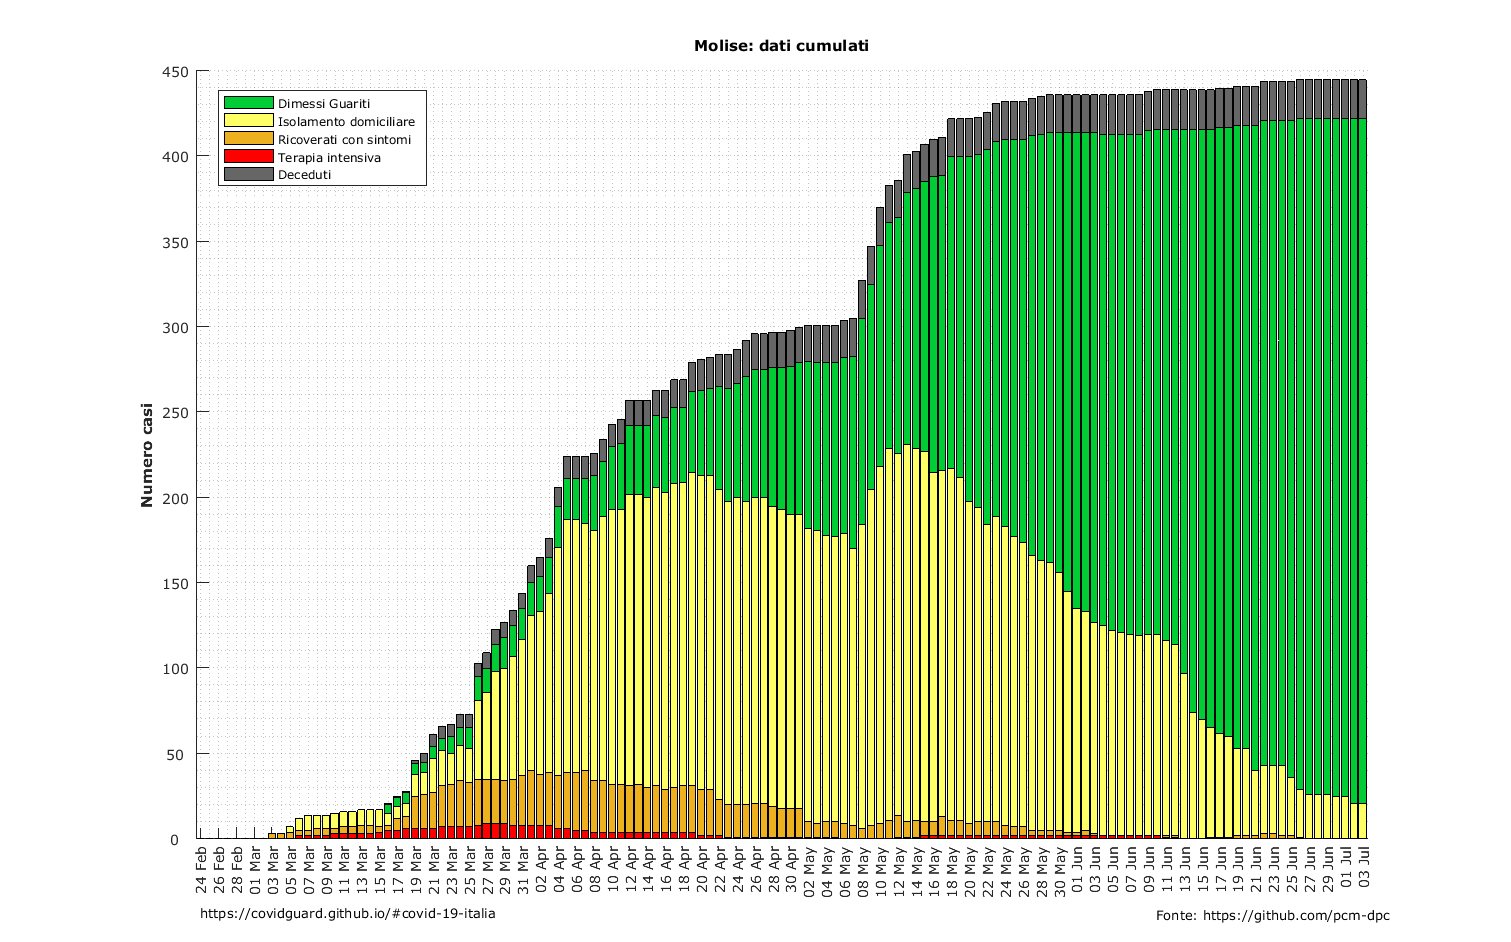 Molise: dati cumulati
450
400
350
300
250
200
150
100
50
0
Numero casi
Dimessi Guariti
Isolamento domiciliare
Ricoverati con sintomi
Terapia intensiva
Deceduti
24 Feb
26 Feb
28 Feb
01 Mar
03 Mar
05 Mar
07 Mar
09 Mar
11 Mar
13 Mar
15 Mar
17 Mar
19 Mar
21 Mar
23 Mar
25 Mar
27 Mar
29 Mar
31 Mar
02 Apr
04 Apr
06 Apr
08 Apr
10 Apr
12 Apr
14 Apr
16 Apr
18 Apr
20 Apr
22 Apr
24 Apr
26 Apr
28 Apr
30 Apr
02 May
04 May
06 May
08 May
10 May
12 May
14 May
16 May
18 May
20 May
22 May
24 May
26 May
28 May
30 May
01 Jun
03 Jun
05 Jun
07 Jun
09 Jun
11 Jun
13 Jun
15 Jun
17 Jun
19 Jun
21 Jun
23 Jun
25 Jun
27 Jun
29 Jun
01 Jul
03 Jul
https://covidguard.github.io/#covid-19-italia
Fonte: https://github.com/pcm-dpc